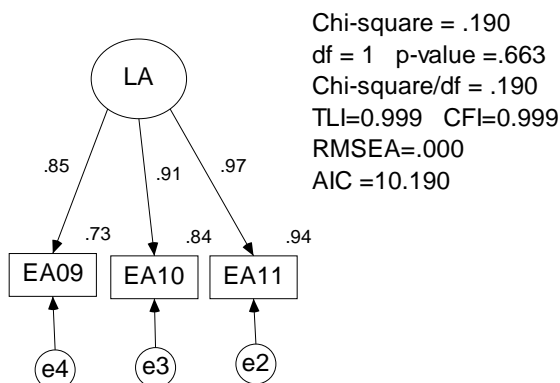 Chi-square = .190
df = 1 p-value =.663
Chi-square/df = .190
TLI=0.999 CFI=0.999
RMSEA=.000
AIC =10.190
LA
.85
.91
.97
.73
.84
.94
EA09
EA10
EA11
e4
e3
e2